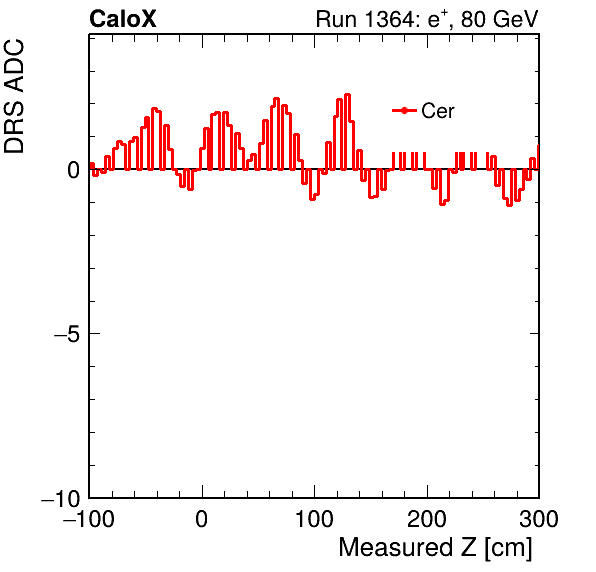 CaloX Run 1364: e⁺, 80 GeV
DRS ADC
Cer
0
−5
−10
−100 0 100 200 300
Measured Z [cm]